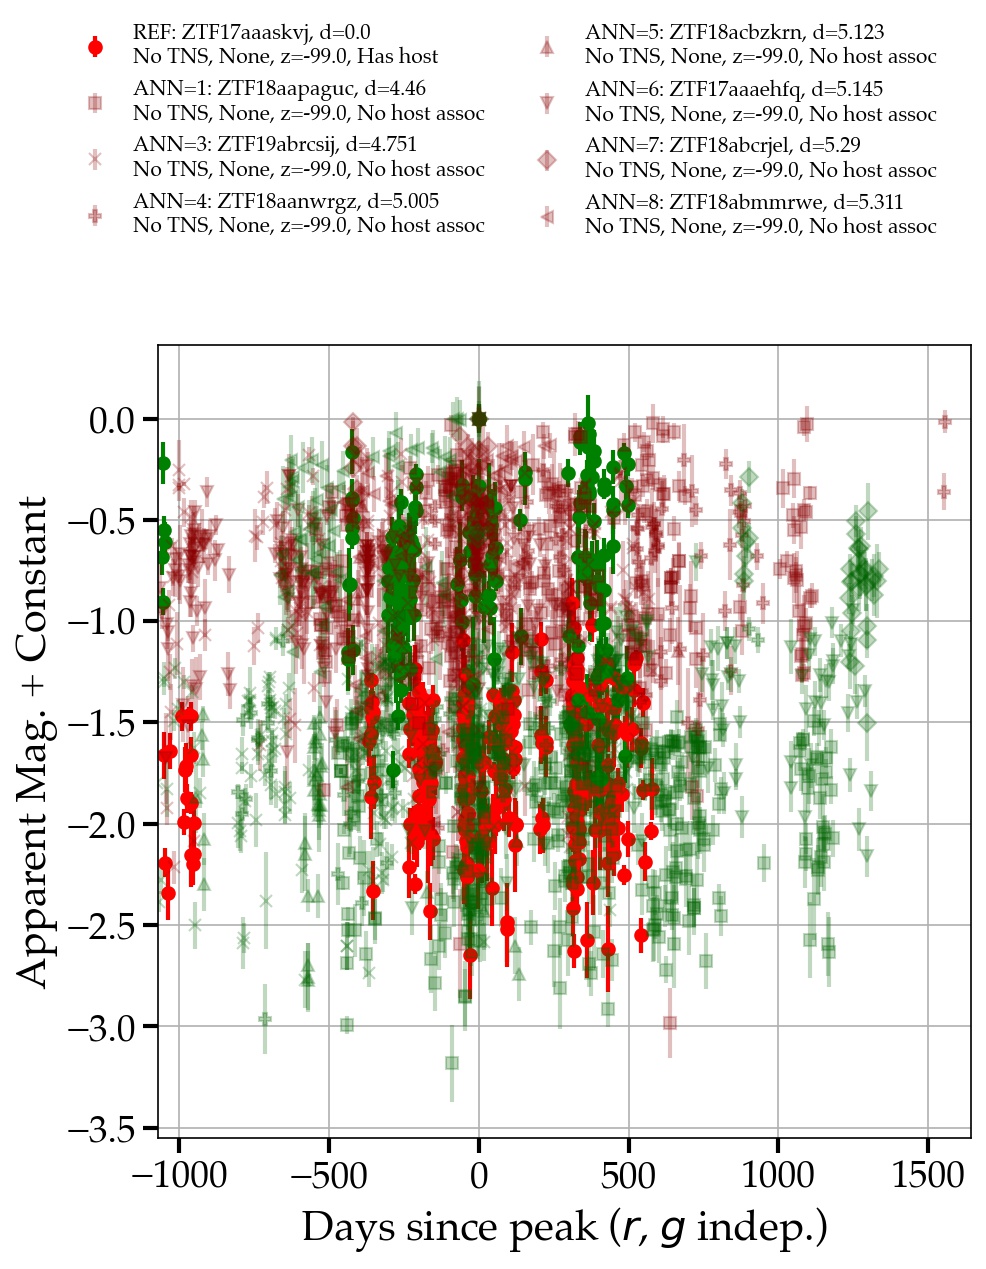 REF: ZTF17aaaskvj, d=0.0
No TNS, None, z=-99.0, Has host
ANN=1: ZTF18aapaguc, d=4.46
No TNS, None, z=-99.0, No host assoc
ANN=3: ZTF19abrcsij, d=4.751
No TNS, None, z=-99.0, No host assoc
ANN=4: ZTF18aanwrgz, d=5.005
No TNS, None, z=-99.0, No host assoc
ANN=5: ZTF18acbzkrn, d=5.123
No TNS, None, z=-99.0, No host assoc
ANN=6: ZTF17aaaehfq, d=5.145
No TNS, None, z=-99.0, No host assoc
ANN=7: ZTF18abcrjel, d=5.29
No TNS, None, z=-99.0, No host assoc
ANN=8: ZTF18abmmrwe, d=5.311
No TNS, None, z=-99.0, No host assoc
Apparent Mag. + Constant
0.0
−0.5
−1.0
−1.5
−2.0
−2.5
−3.0
−3.5
−1000 −500 0 500 1000 1500
Days since peak (r, g indep.)